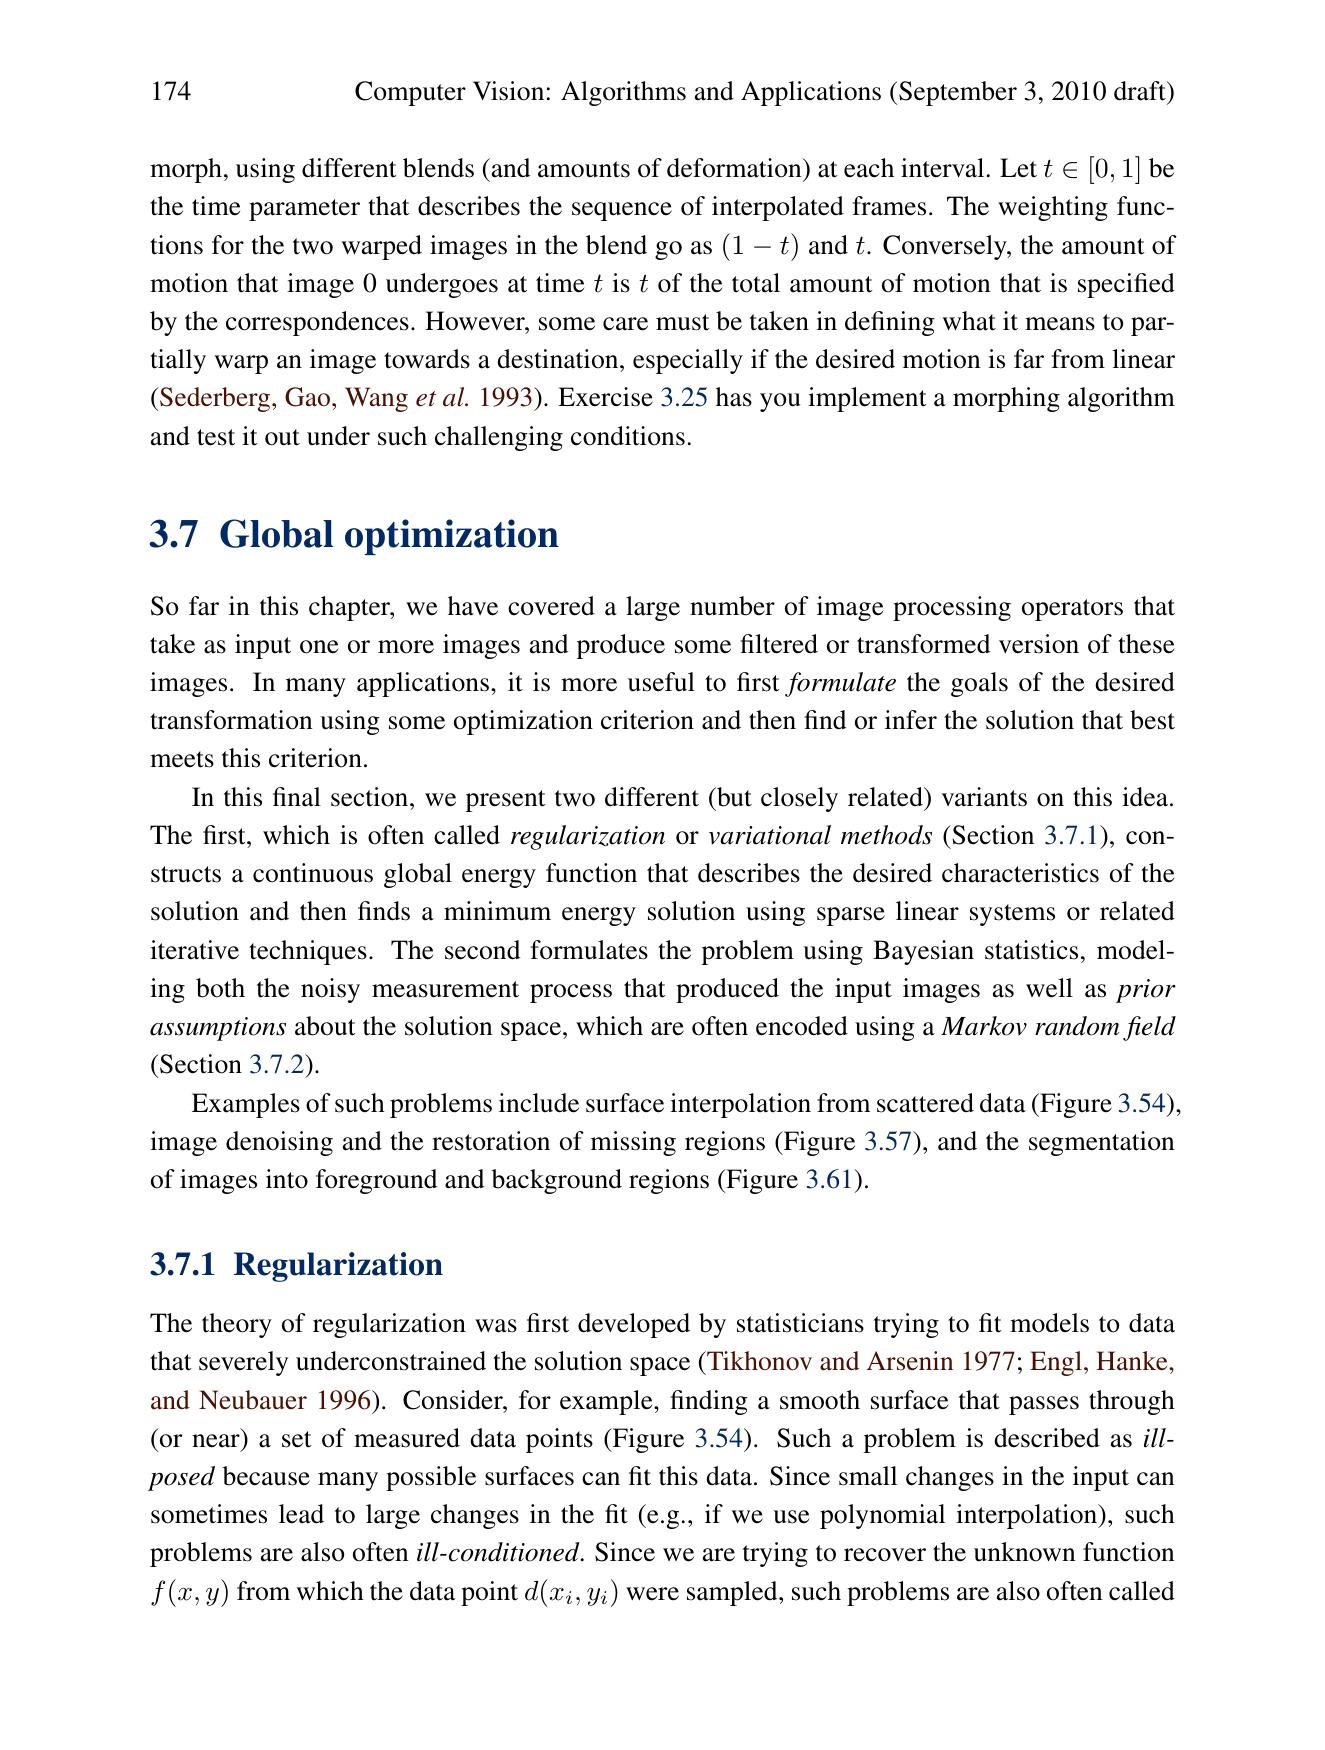 174 Computer Vision: Algorithms and Applications (September 3, 2010 draft)
morph, using different blends (and amounts of deformation) at each interval. Let t ∈ [0, 1] be
the time parameter that describes the sequence of interpolated frames. The weighting func-
tions for the two warped images in the blend go as (1 − t) and t. Conversely, the amount of
motion that image 0 undergoes at time t is t of the total amount of motion that is specified
by the correspondences. However, some care must be taken in defining what it means to par-
tially warp an image towards a destination, especially if the desired motion is far from linear
(Sederberg, Gao, Wang et al. 1993). Exercise 3.25 has you implement a morphing algorithm
and test it out under such challenging conditions.
3.7 Global optimization
So far in this chapter, we have covered a large number of image processing operators that
take as input one or more images and produce some filtered or transformed version of these
images. In many applications, it is more useful to first formulate the goals of the desired
transformation using some optimization criterion and then find or infer the solution that best
meets this criterion.
In this final section, we present two different (but closely related) variants on this idea.
The first, which is often called regularization or variational methods (Section 3.7.1), con-
structs a continuous global energy function that describes the desired characteristics of the
solution and then finds a minimum energy solution using sparse linear systems or related
iterative techniques. The second formulates the problem using Bayesian statistics, model-
ing both the noisy measurement process that produced the input images as well as prior
assumptions about the solution space, which are often encoded using a Markov random field
(Section 3.7.2).
Examples of such problems include surface interpolation from scattered data (Figure 3.54),
image denoising and the restoration of missing regions (Figure 3.57), and the segmentation
of images into foreground and background regions (Figure 3.61).
3.7.1 Regularization
The theory of regularization was first developed by statisticians trying to fit models to data
that severely underconstrained the solution space (Tikhonov and Arsenin 1977; Engl, Hanke,
and Neubauer 1996). Consider, for example, finding a smooth surface that passes through
(or near) a set of measured data points (Figure 3.54). Such a problem is described as ill-
posed because many possible surfaces can fit this data. Since small changes in the input can
sometimes lead to large changes in the fit (e.g., if we use polynomial interpolation), such
problems are also often ill-conditioned. Since we are trying to recover the unknown function
f(x, y) from which the data point d(xᵢ, yᵢ) were sampled, such problems are also often called